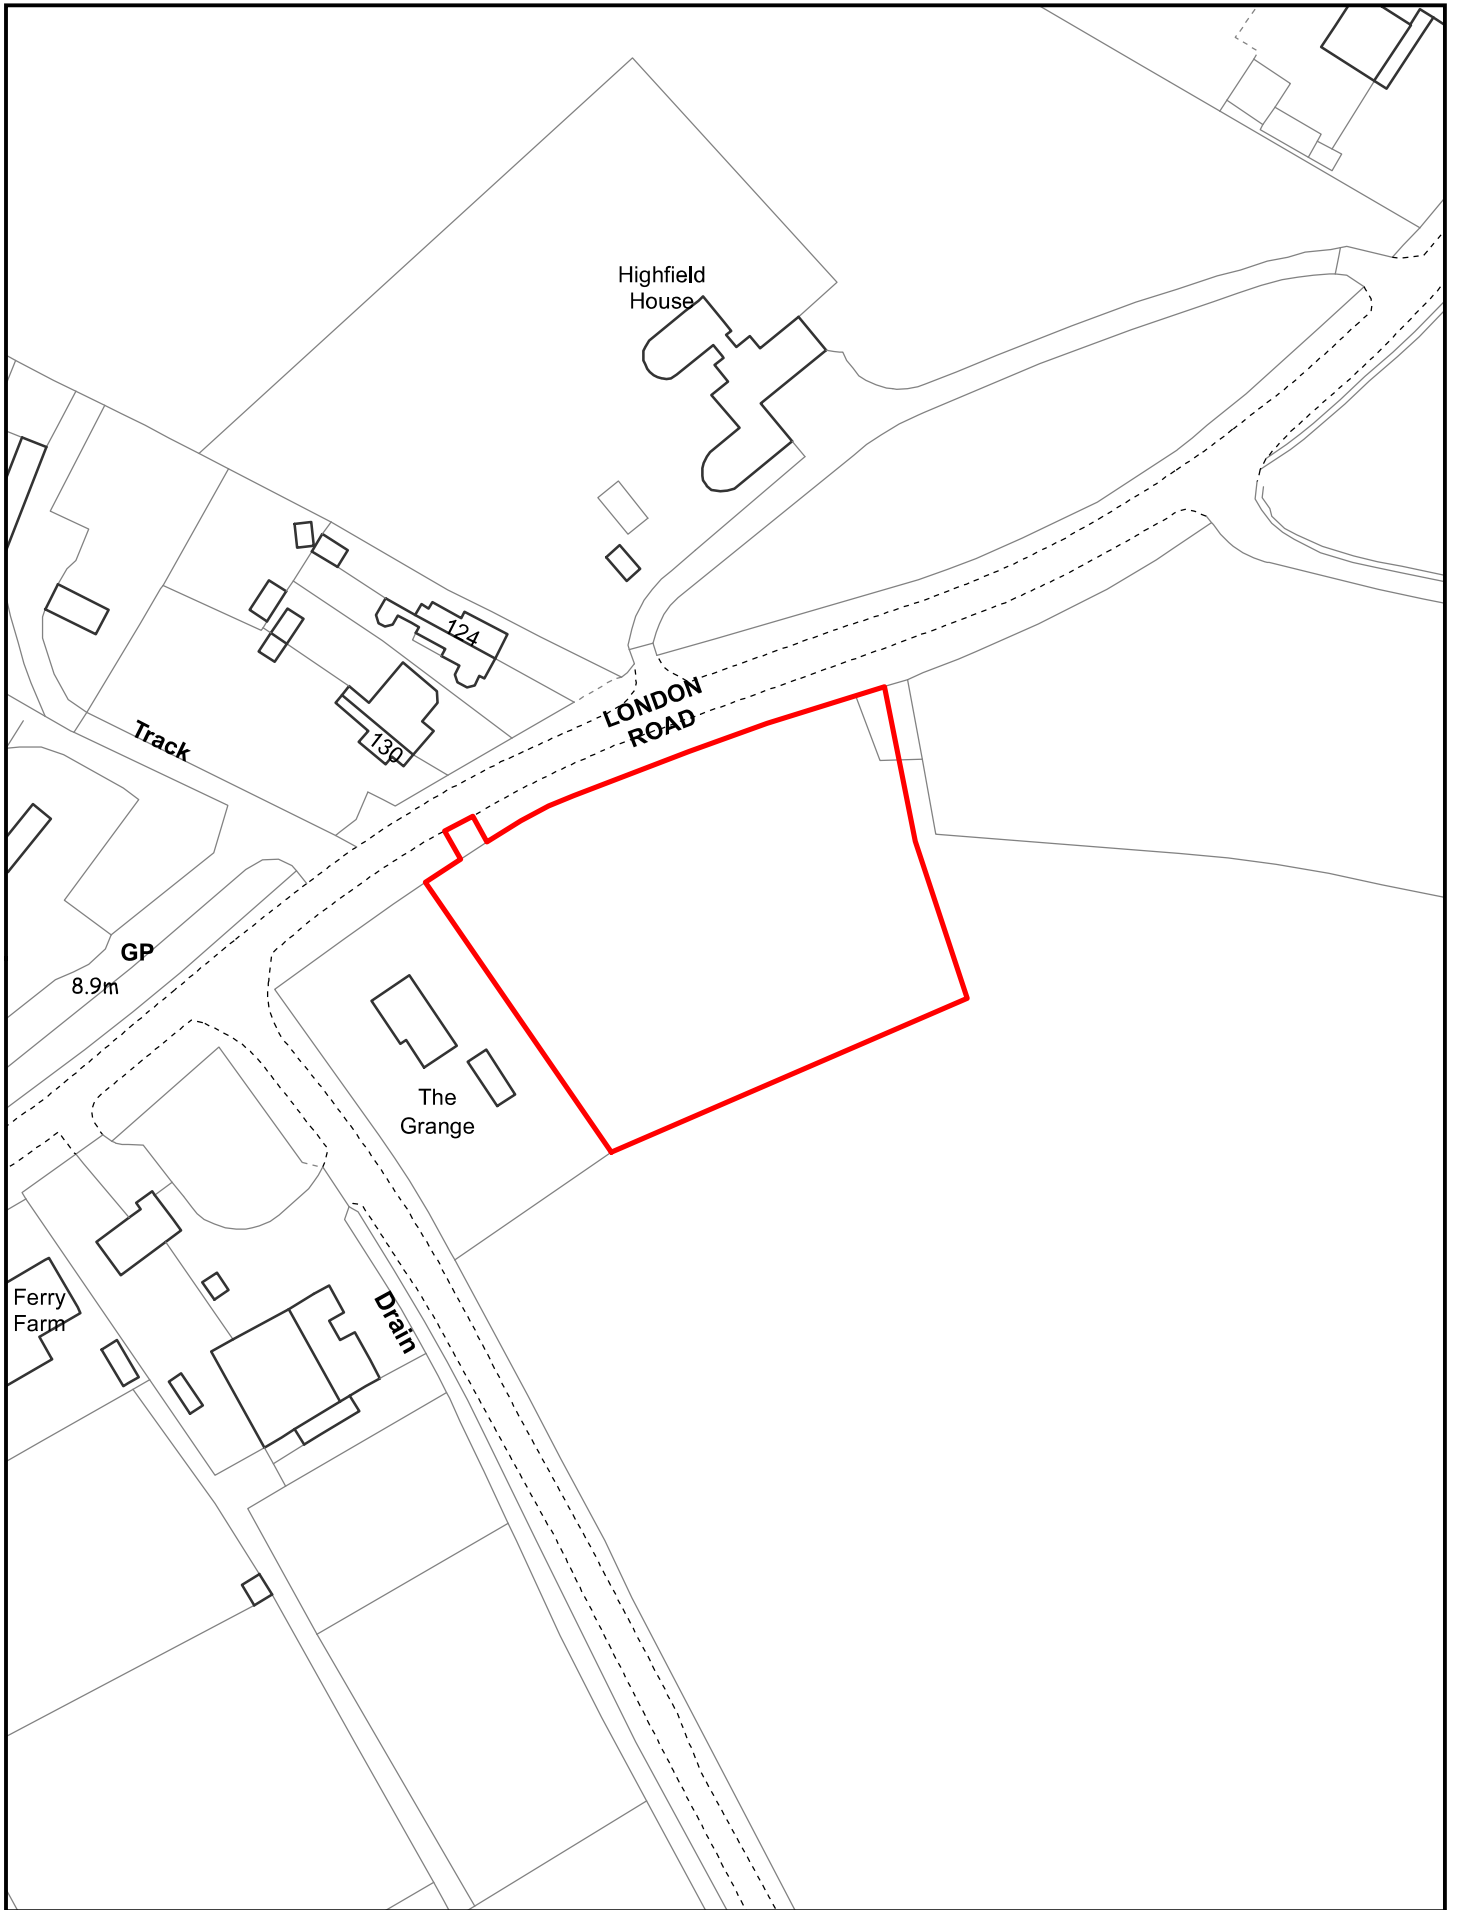 Highfield
House
124
LONDON
ROAD
Track
130
GP
8.9m
The
Grange
Ferry
Farm
Drain